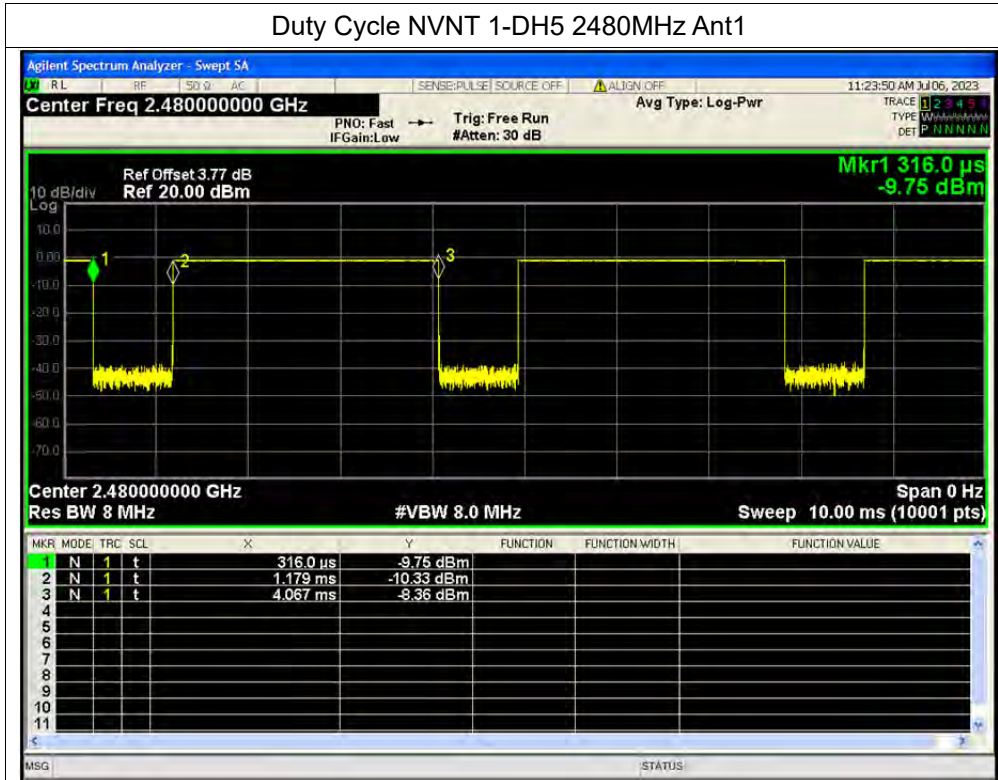 Duty Cycle NVNT 1-DH5 2480MHz Ant1
Agilent Spectrum Analyzer - Swept SA
RL RF 50 Ω AC SENSE:PULSE SOURCE OFF ALIGN OFF 11:23:50 AM Jul 06, 2023
Center Freq 2.480000000 GHz Avg Type: Log-Pwr TRACE 1 2 3 4 5 6
PNO: Fast Trig: Free Run TYPE
IFGain:Low #Atten: 30 dB DET P N N N N N
Mkr1 316.0 µs
Ref Offset 3.77 dB
10 dB/div Ref 20.00 dBm -9.75 dBm
Log
10.0
0.00 1 2 3
-10.0
-20.0
-30.0
-40.0
-50.0
-60.0
-70.0
Center 2.480000000 GHz Span 0 Hz
Res BW 8 MHz #VBW 8.0 MHz Sweep 10.00 ms (10001 pts)
MKR MODE TRC SCL X Y FUNCTION FUNCTION WIDTH FUNCTION VALUE
1 N 1 t 316.0 µs -9.75 dBm
2 N 1 t 1.179 ms -10.33 dBm
3 N 1 t 4.067 ms -8.36 dBm
4
5
6
7
8
9
10
11
MSG STATUS